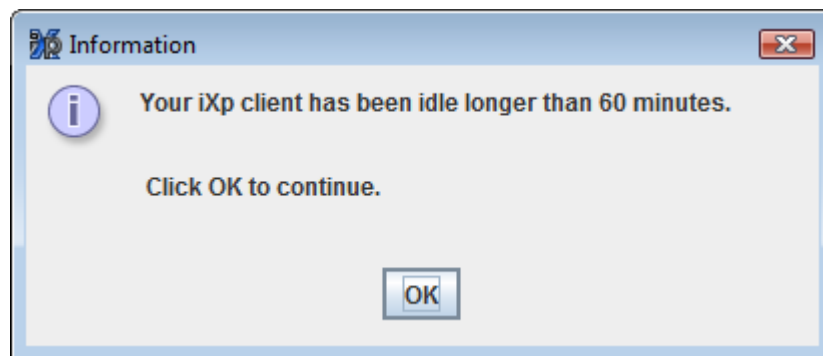 Information
Your iXp client has been idle longer than 60 minutes.
Click OK to continue.
OK